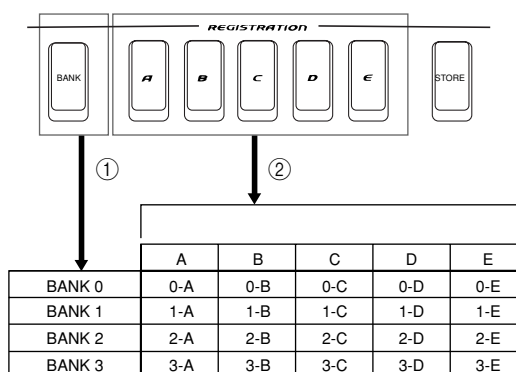 REGISTRATION
BANK A B C D E STORE
① ②
A B C D E
BANK 0 0-A 0-B 0-C 0-D 0-E
BANK 1 1-A 1-B 1-C 1-D 1-E
BANK 2 2-A 2-B 2-C 2-D 2-E
BANK 3 3-A 3-B 3-C 3-D 3-E